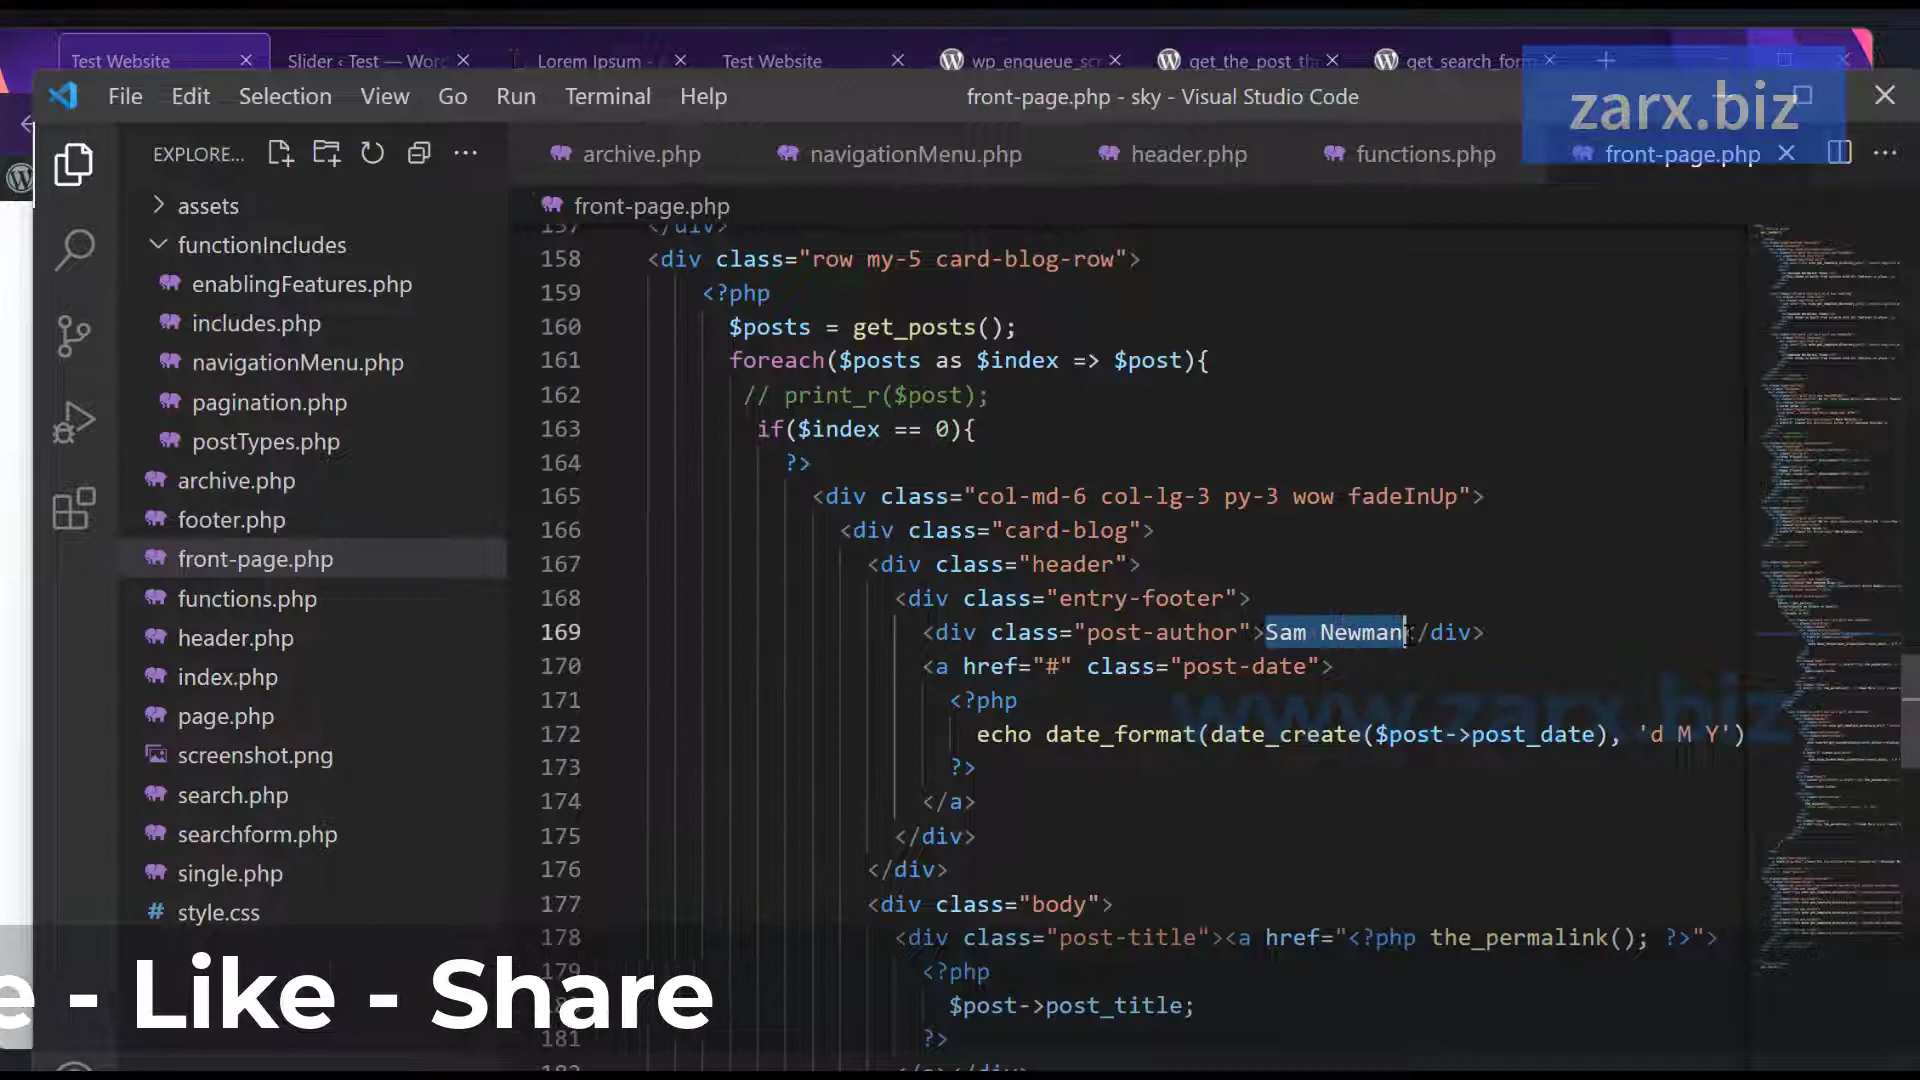 Test Website
Slider ‹ Test — Word
Lorem Ipsum -
Test Website
wp_enqueue_scr
get_the_post_th
get_search_form
File Edit Selection View Go Run Terminal Help
front-page.php - sky - Visual Studio Code
zarx.biz
EXPLORE...
archive.php
navigationMenu.php
header.php
functions.php
front-page.php
front-page.php
assets
functionIncludes
enablingFeatures.php
includes.php
navigationMenu.php
pagination.php
postTypes.php
archive.php
footer.php
front-page.php
functions.php
header.php
index.php
page.php
screenshot.png
search.php
searchform.php
single.php
# style.css
157 </div>
158 <div class="row my-5 card-blog-row">
159 <?php
160 $posts = get_posts();
161 foreach($posts as $index => $post){
162 // print_r($post);
163 if($index == 0){
164 ?>
165 <div class="col-md-6 col-lg-3 py-3 wow fadeInUp">
166 <div class="card-blog">
167 <div class="header">
168 <div class="entry-footer">
169 <div class="post-author">Sam Newman</div>
170 <a href="#" class="post-date">
171 <?php
172 echo date_format(date_create($post->post_date), 'd M Y')
173 ?>
174 </a>
175 </div>
176 </div>
177 <div class="body">
178 <div class="post-title"><a href="<?php the_permalink(); ?>">
179 <?php
$post->post_title;
181 ?>
www.zarx.biz
e - Like - Share